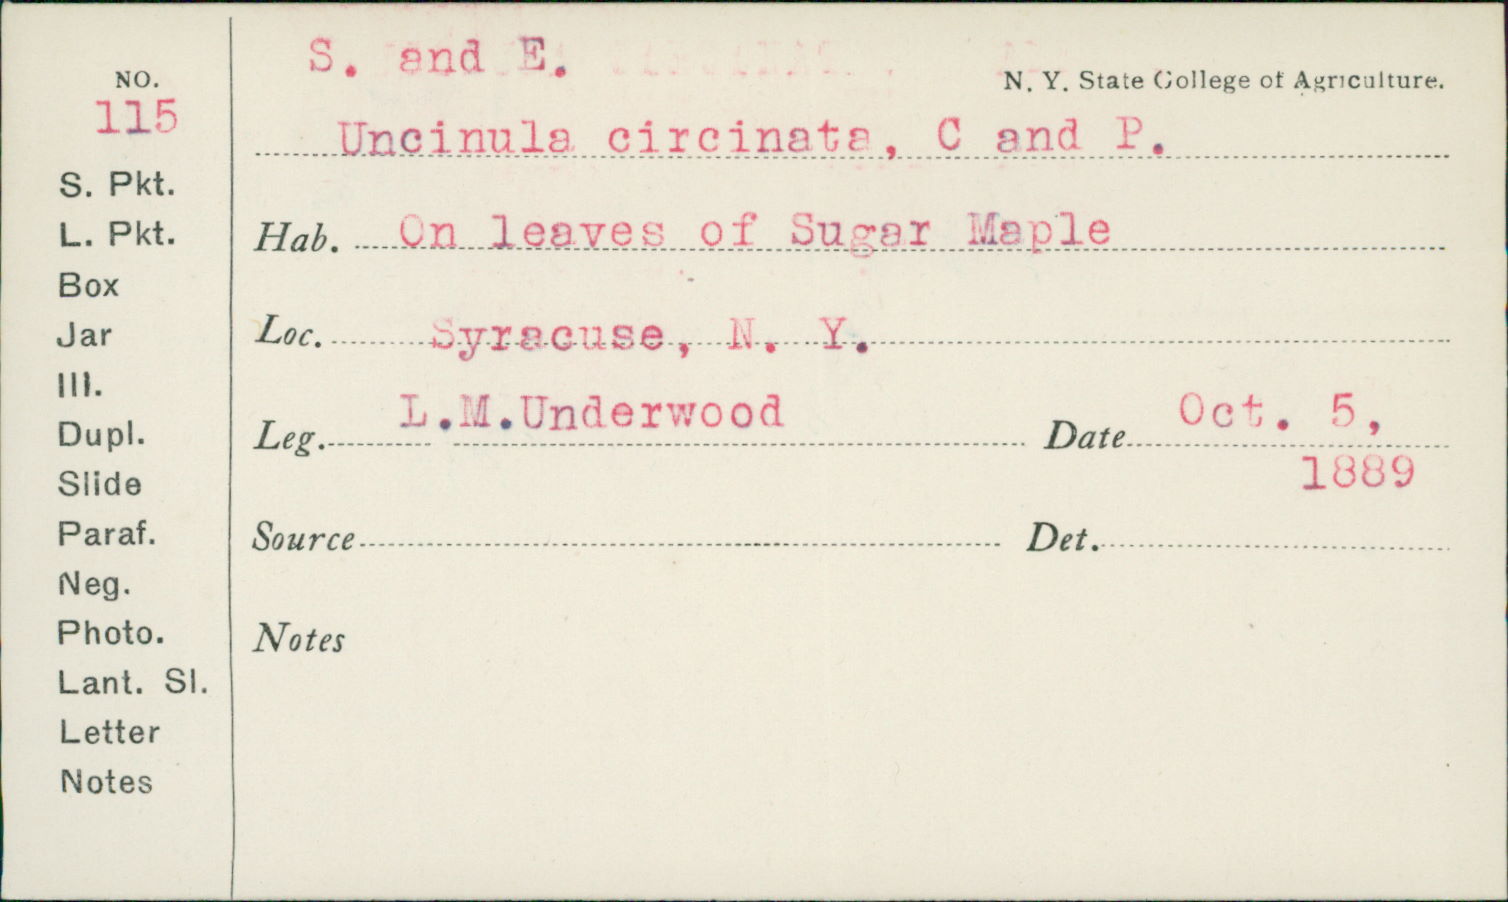 S. and E.
N. Y. State College of Agriculture.
NO.
115
Uncinula circinata, C and P.
S. Pkt.
L. Pkt.
Box
Jar
Ill.
Dupl.
Slide
Paraf.
Neg.
Photo.
Lant. Sl.
Letter
Notes
Hab. On leaves of Sugar Maple
Loc. Syracuse, N. Y.
Leg. L.M.Underwood Date Oct. 5,
1889
Source Det.
Notes